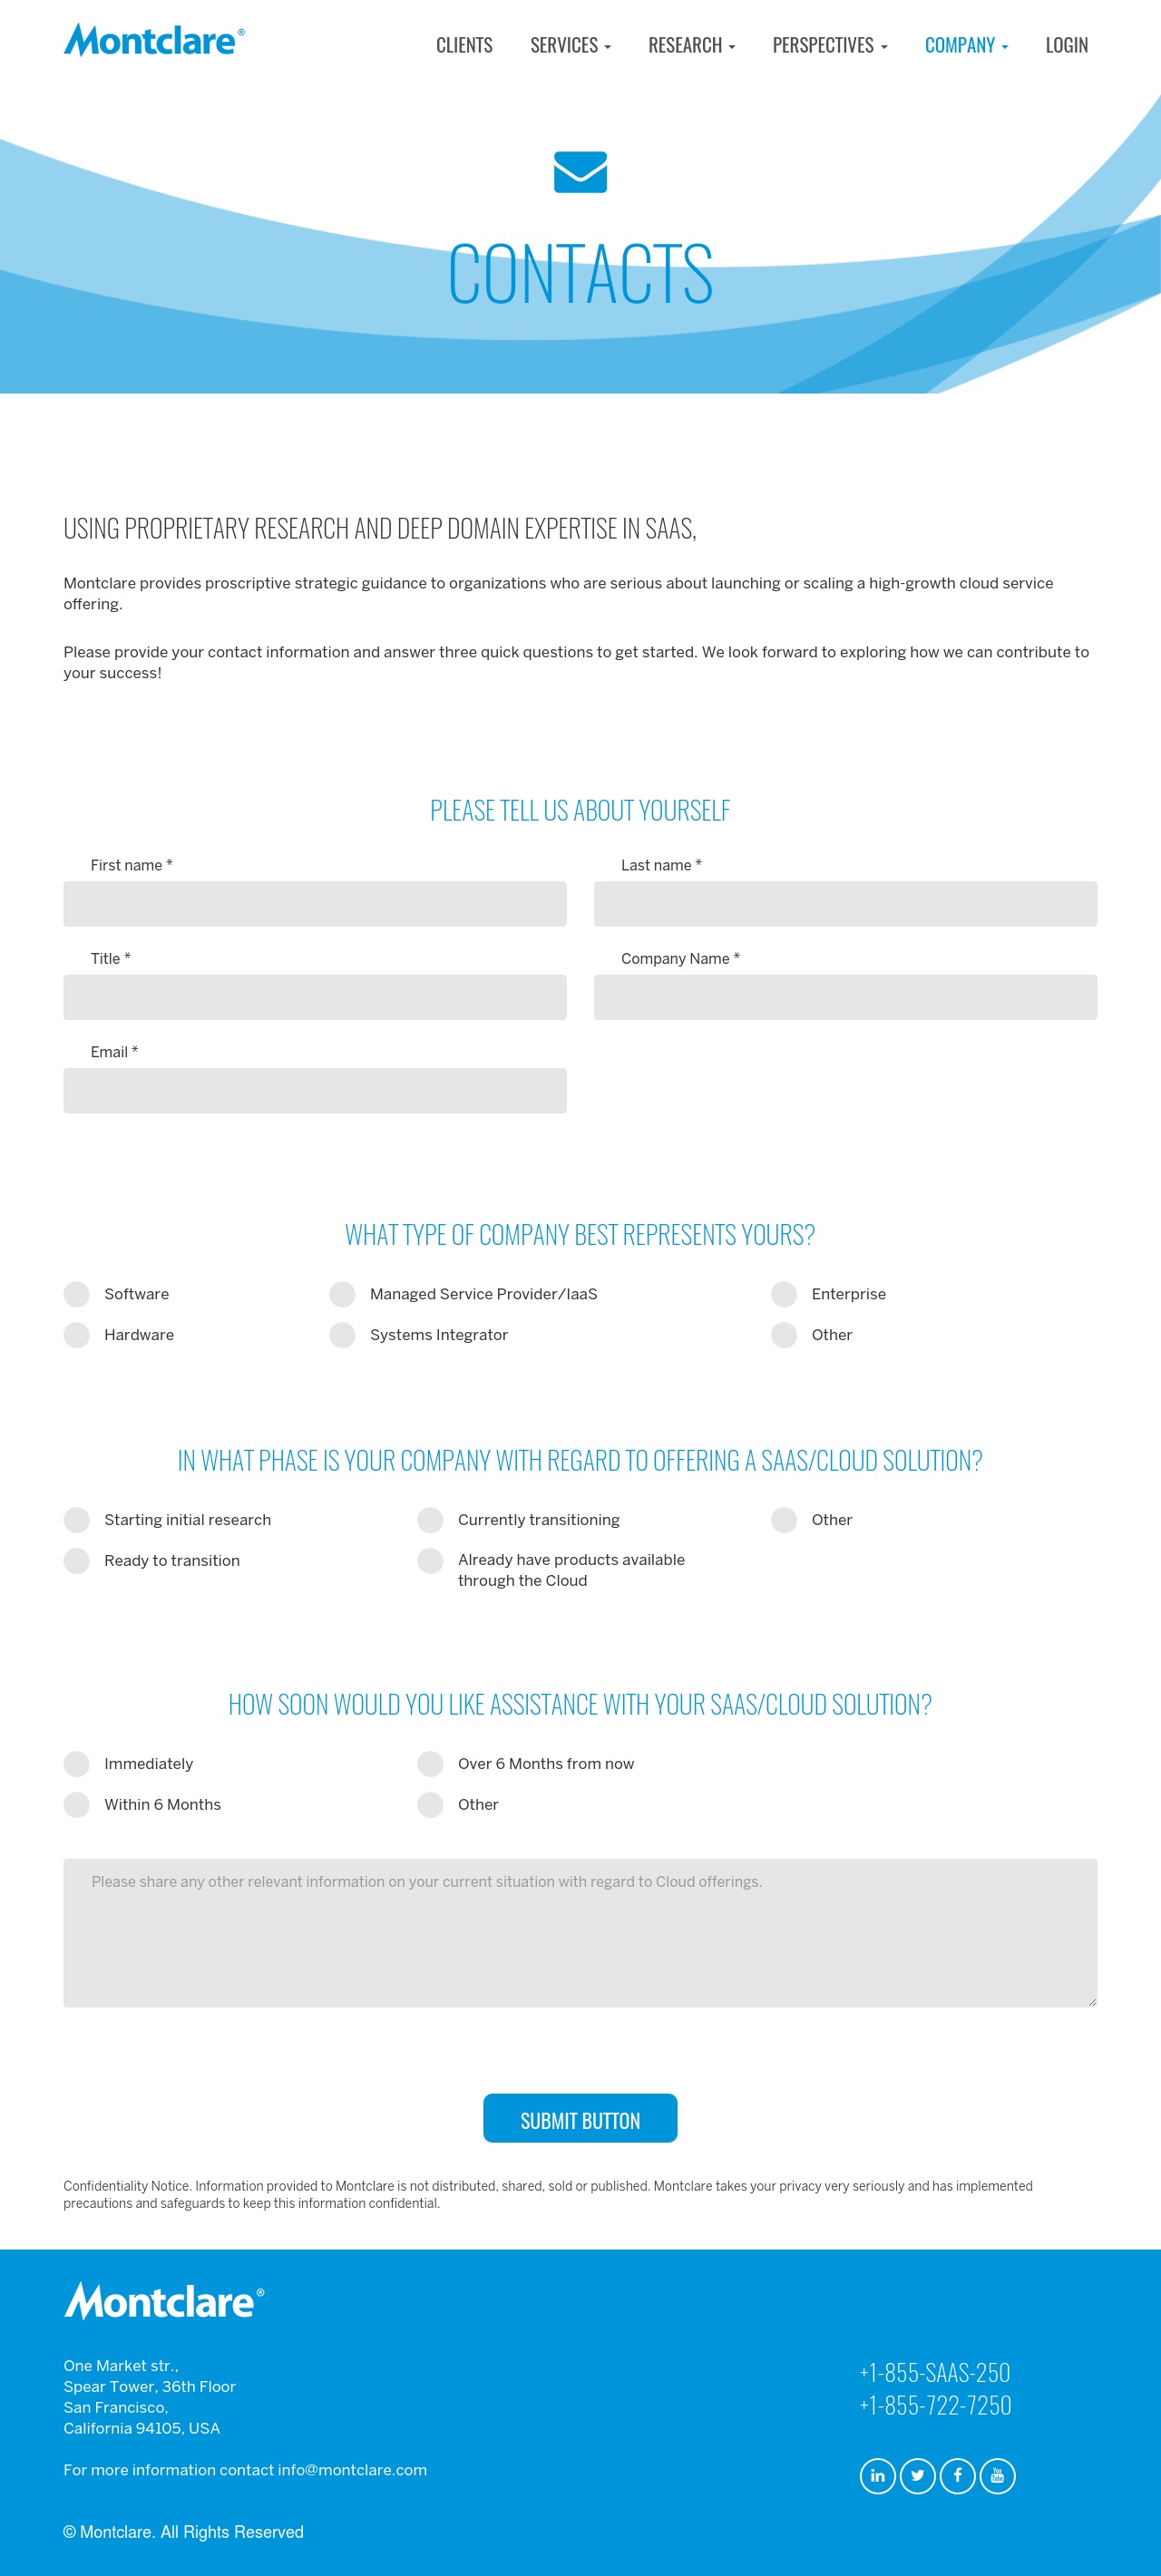 Montclare®
CLIENTS SERVICES RESEARCH PERSPECTIVES COMPANY LOGIN
CONTACTS
USING PROPRIETARY RESEARCH AND DEEP DOMAIN EXPERTISE IN SAAS,
Montclare provides proscriptive strategic guidance to organizations who are serious about launching or scaling a high-growth cloud service
offering.
Please provide your contact information and answer three quick questions to get started. We look forward to exploring how we can contribute to
your success!
PLEASE TELL US ABOUT YOURSELF
First name * Last name *
Title * Company Name *
Email *
WHAT TYPE OF COMPANY BEST REPRESENTS YOURS?
Software Managed Service Provider/IaaS Enterprise
Hardware Systems Integrator Other
IN WHAT PHASE IS YOUR COMPANY WITH REGARD TO OFFERING A SAAS/CLOUD SOLUTION?
Starting initial research Currently transitioning Other
Ready to transition Already have products available
through the Cloud
HOW SOON WOULD YOU LIKE ASSISTANCE WITH YOUR SAAS/CLOUD SOLUTION?
Immediately Over 6 Months from now
Within 6 Months Other
Please share any other relevant information on your current situation with regard to Cloud offerings.
SUBMIT BUTTON
Confidentiality Notice. Information provided to Montclare is not distributed, shared, sold or published. Montclare takes your privacy very seriously and has implemented
precautions and safeguards to keep this information confidential.
Montclare®
One Market str.,
Spear Tower, 36th Floor
San Francisco,
California 94105, USA
For more information contact info@montclare.com
+1-855-SAAS-250
+1-855-722-7250
in f You Tube
© Montclare. All Rights Reserved